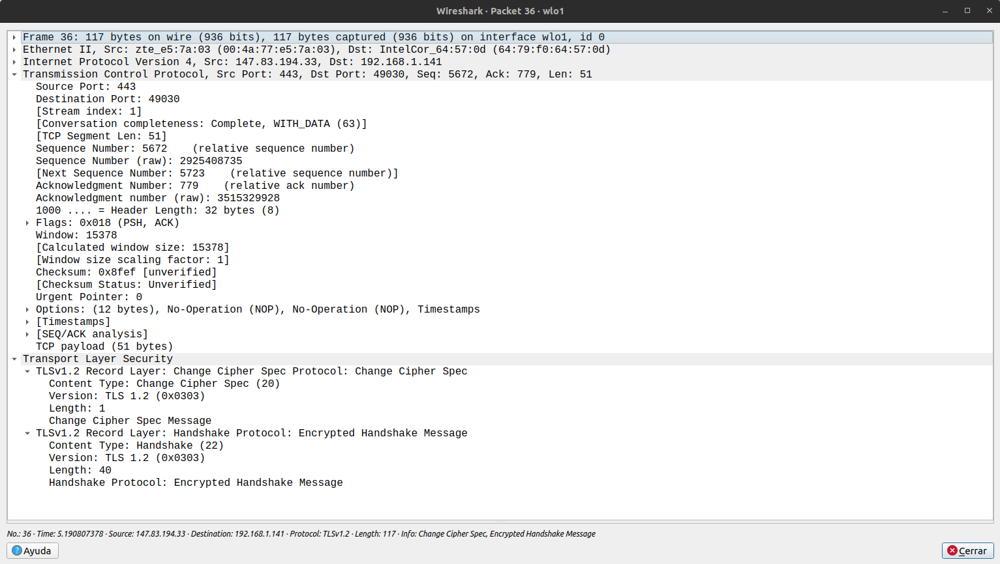 Wireshark · Packet 36 · wlo1
Frame 36: 117 bytes on wire (936 bits), 117 bytes captured (936 bits) on interface wlo1, id 0
Ethernet II, Src: zte_e5:7a:03 (00:4a:77:e5:7a:03), Dst: IntelCor_64:57:0d (64:79:f0:64:57:0d)
Internet Protocol Version 4, Src: 147.83.194.33, Dst: 192.168.1.141
Transmission Control Protocol, Src Port: 443, Dst Port: 49030, Seq: 5672, Ack: 779, Len: 51
Source Port: 443
Destination Port: 49030
[Stream index: 1]
[Conversation completeness: Complete, WITH_DATA (63)]
[TCP Segment Len: 51]
Sequence Number: 5672    (relative sequence number)
Sequence Number (raw): 2925408735
[Next Sequence Number: 5723    (relative sequence number)]
Acknowledgment Number: 779    (relative ack number)
Acknowledgment number (raw): 3515329928
1000 .... = Header Length: 32 bytes (8)
Flags: 0x018 (PSH, ACK)
Window: 15378
[Calculated window size: 15378]
[Window size scaling factor: 1]
Checksum: 0x8fef [unverified]
[Checksum Status: Unverified]
Urgent Pointer: 0
Options: (12 bytes), No-Operation (NOP), No-Operation (NOP), Timestamps
[Timestamps]
[SEQ/ACK analysis]
TCP payload (51 bytes)
Transport Layer Security
TLSv1.2 Record Layer: Change Cipher Spec Protocol: Change Cipher Spec
Content Type: Change Cipher Spec (20)
Version: TLS 1.2 (0x0303)
Length: 1
Change Cipher Spec Message
TLSv1.2 Record Layer: Handshake Protocol: Encrypted Handshake Message
Content Type: Handshake (22)
Version: TLS 1.2 (0x0303)
Length: 40
Handshake Protocol: Encrypted Handshake Message
No.: 36 · Time: 5.190807378 · Source: 147.83.194.33 · Destination: 192.168.1.141 · Protocol: TLSv1.2 · Length: 117 · Info: Change Cipher Spec, Encrypted Handshake Message
Ayuda
Cerrar